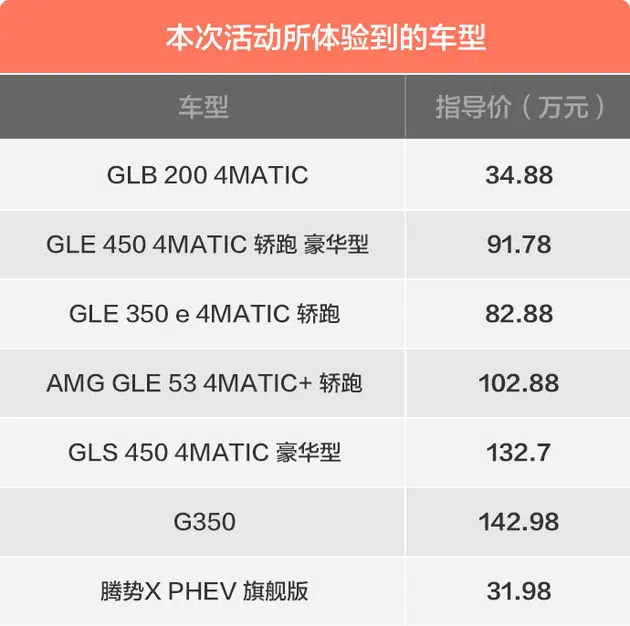 本次活动所体验到的车型
车型 指导价（万元）
GLB 200 4MATIC 34.88
GLE 450 4MATIC 轿跑 豪华型 91.78
GLE 350 e 4MATIC 轿跑 82.88
AMG GLE 53 4MATIC+ 轿跑 102.88
GLS 450 4MATIC 豪华型 132.7
G350 142.98
腾势X PHEV 旗舰版 31.98